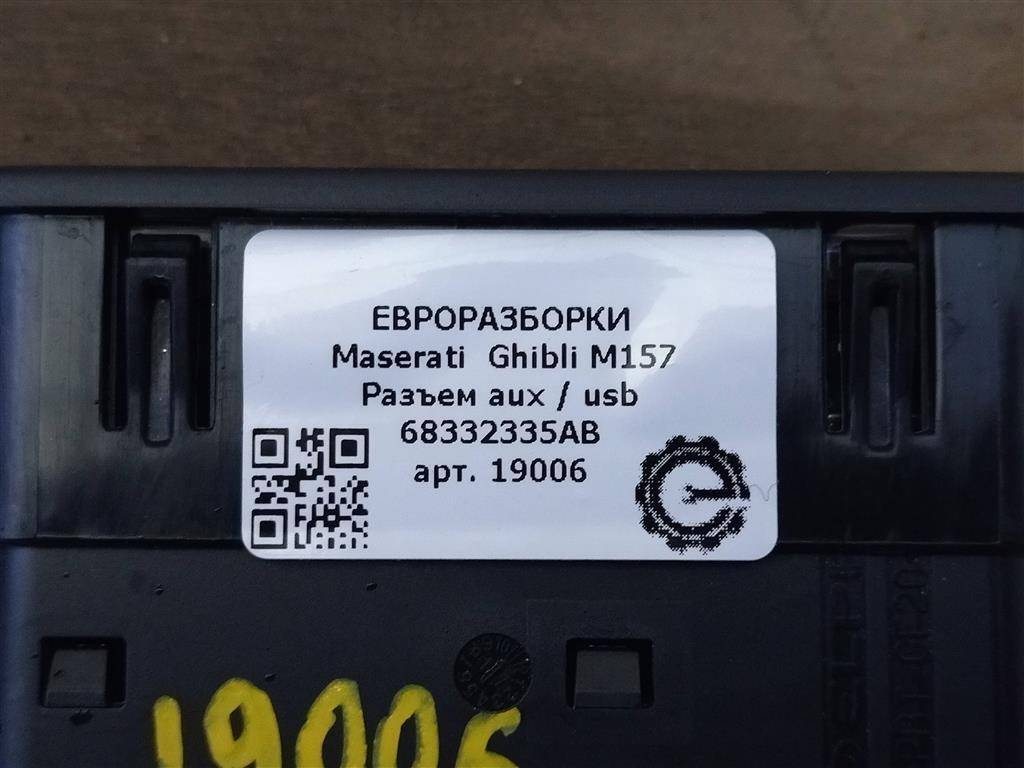 ЕВРОРАЗБОРКИ
Maserati Ghibli M157
Разъем aux / usb
68332335AB
арт. 19006
19006